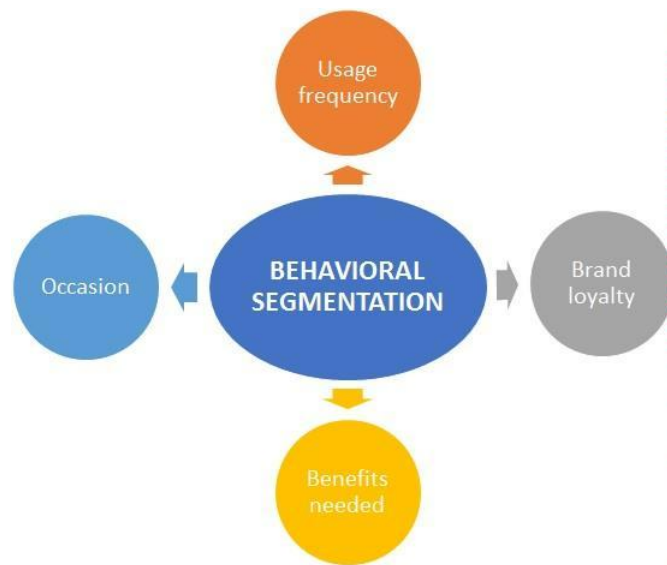 Usage
frequency
Occasion
BEHAVIORAL
SEGMENTATION
Brand
loyalty
Benefits
needed